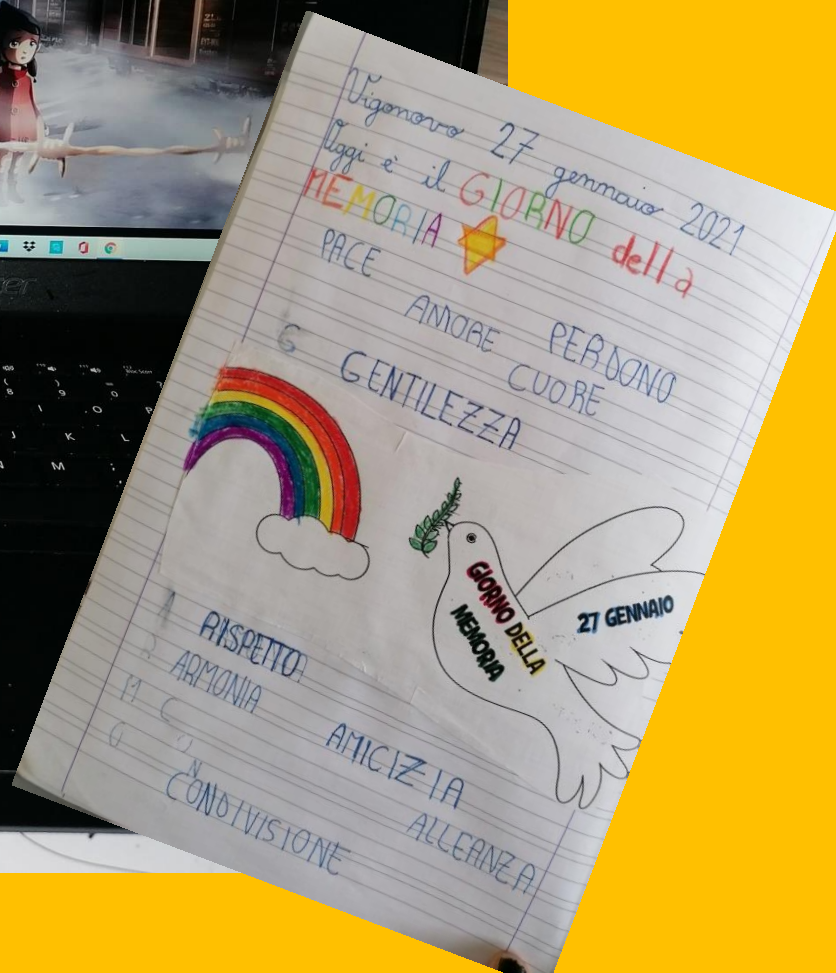 Vigonovo 27 gennaio 2021
Oggi è il GIORNO della
MEMORIA
PACE
AMORE PERDONO
G GENTILEZZA CUORE
GIORNO DELLA
MEMORIA
27 GENNAIO
RISPETTO
ARMONIA
AMICIZIA
CONDIVISIONE
ALLEANZA